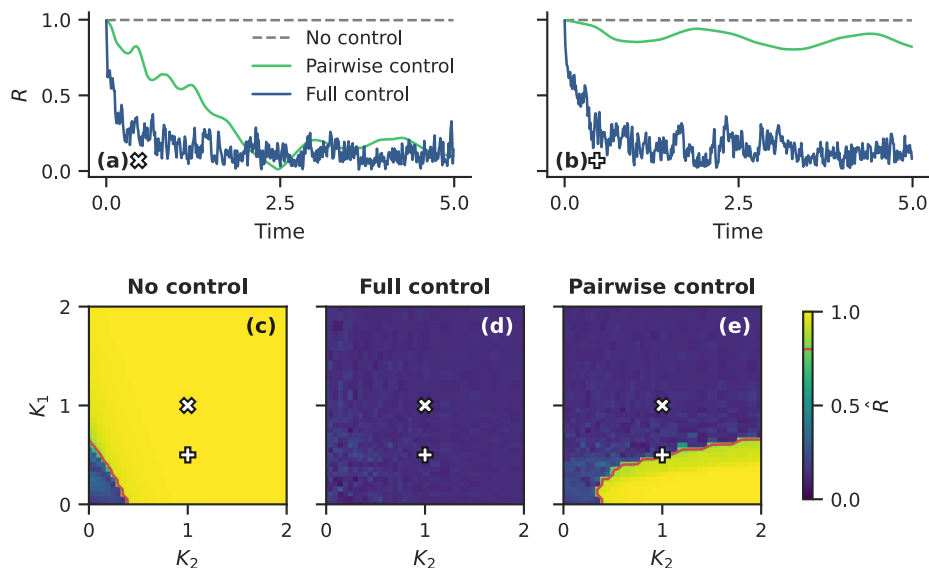 1.0
0.5
0.0
R
No control
Pairwise control
Full control
(a)
(b)
0.0 2.5 5.0
0.0 2.5 5.0
Time
Time
No control
Full control
Pairwise control
2
1
0
K₁
(c)
(d)
(e)
0 1 2
0 1 2
0 1 2
K₂
K₂
K₂
1.0
0.5
0.0
R̂